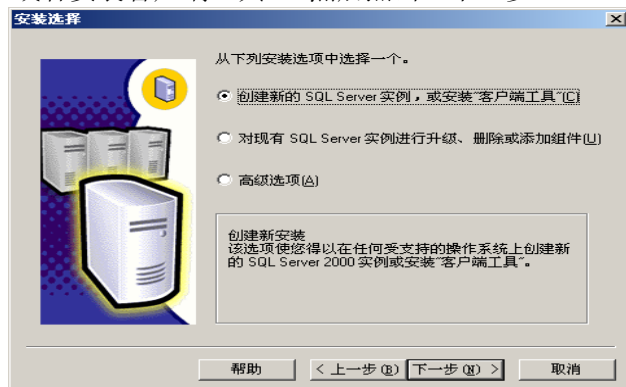 安装选择
从下列安装选项中选择一个。
创建新的 SQL Server 实例，或安装“客户端工具”(C)
对现有 SQL Server 实例进行升级、删除或添加组件(U)
高级选项(A)
创建新安装
该选项使您得以在任何受支持的操作系统上创建新
的 SQL Server 2000 实例或安装“客户端工具”。
帮助
< 上一步(B)
下一步(N) >
取消